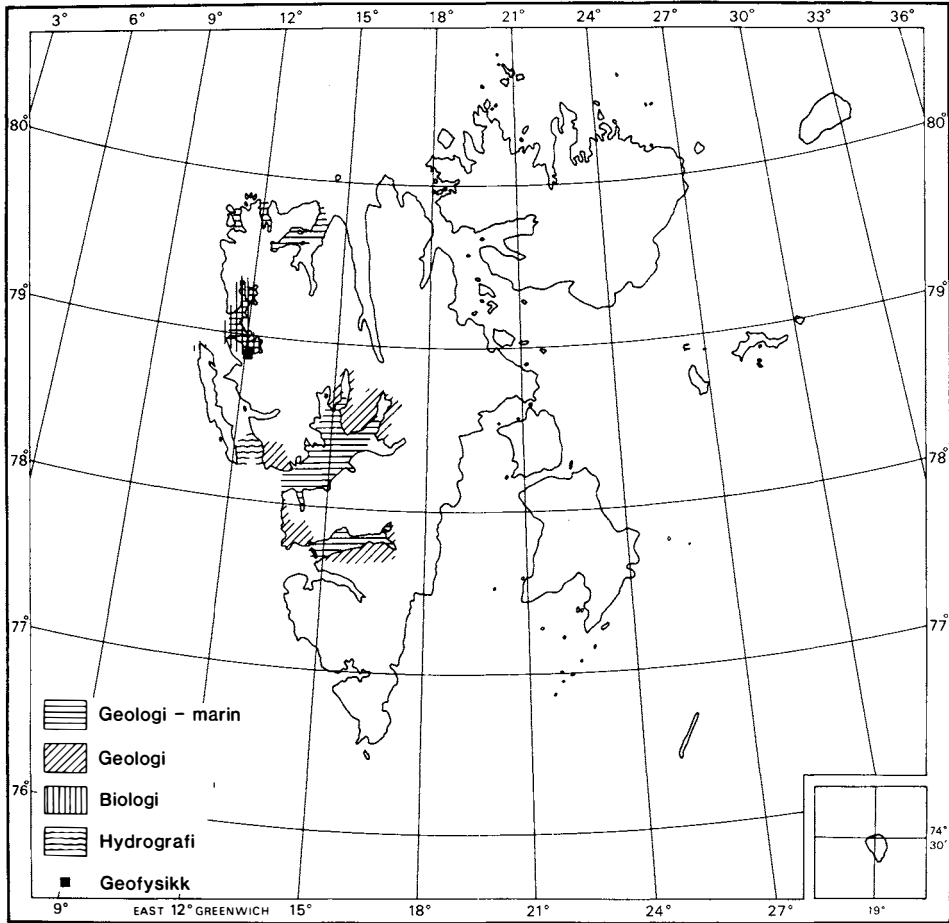 3° 6° 9° 12° 15° 18° 21° 24° 27° 30° 33° 36°
80° 80°
79° 79°
78° 78°
77° 77°
76°
Geologi – marin
Geologi
Biologi
Hydrografi
Geofysikk
74°
30'
9° EAST 12° GREENWICH 15° 18° 21° 24° 27° 19°